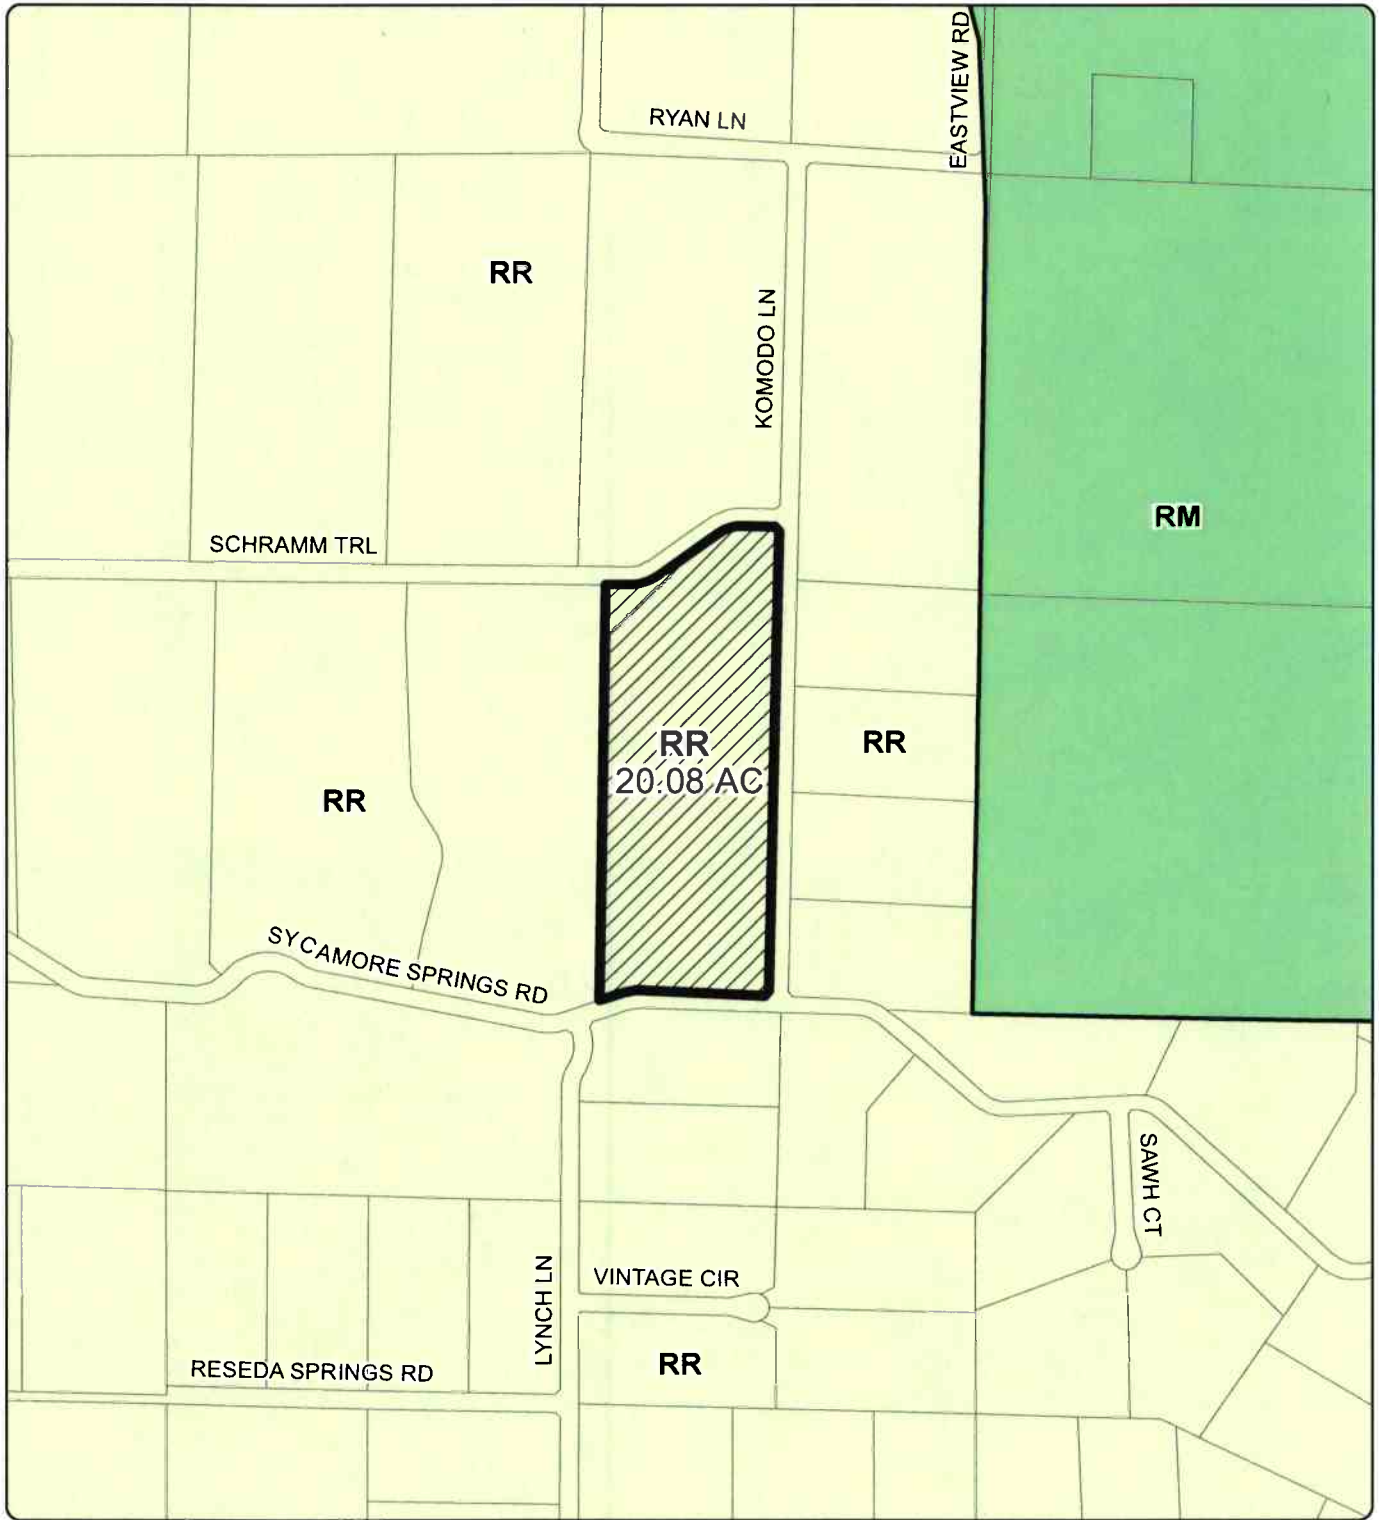 EASTVIEW RD
RYAN LN
RR
KOMODO LN
RM
SCHRAMM TRL
RR
20.08 AC
RR
RR
SYCAMORE SPRINGS RD
SAWH CT
LYNCH LN
VINTAGE CIR
RR
RESEDA SPRINGS RD